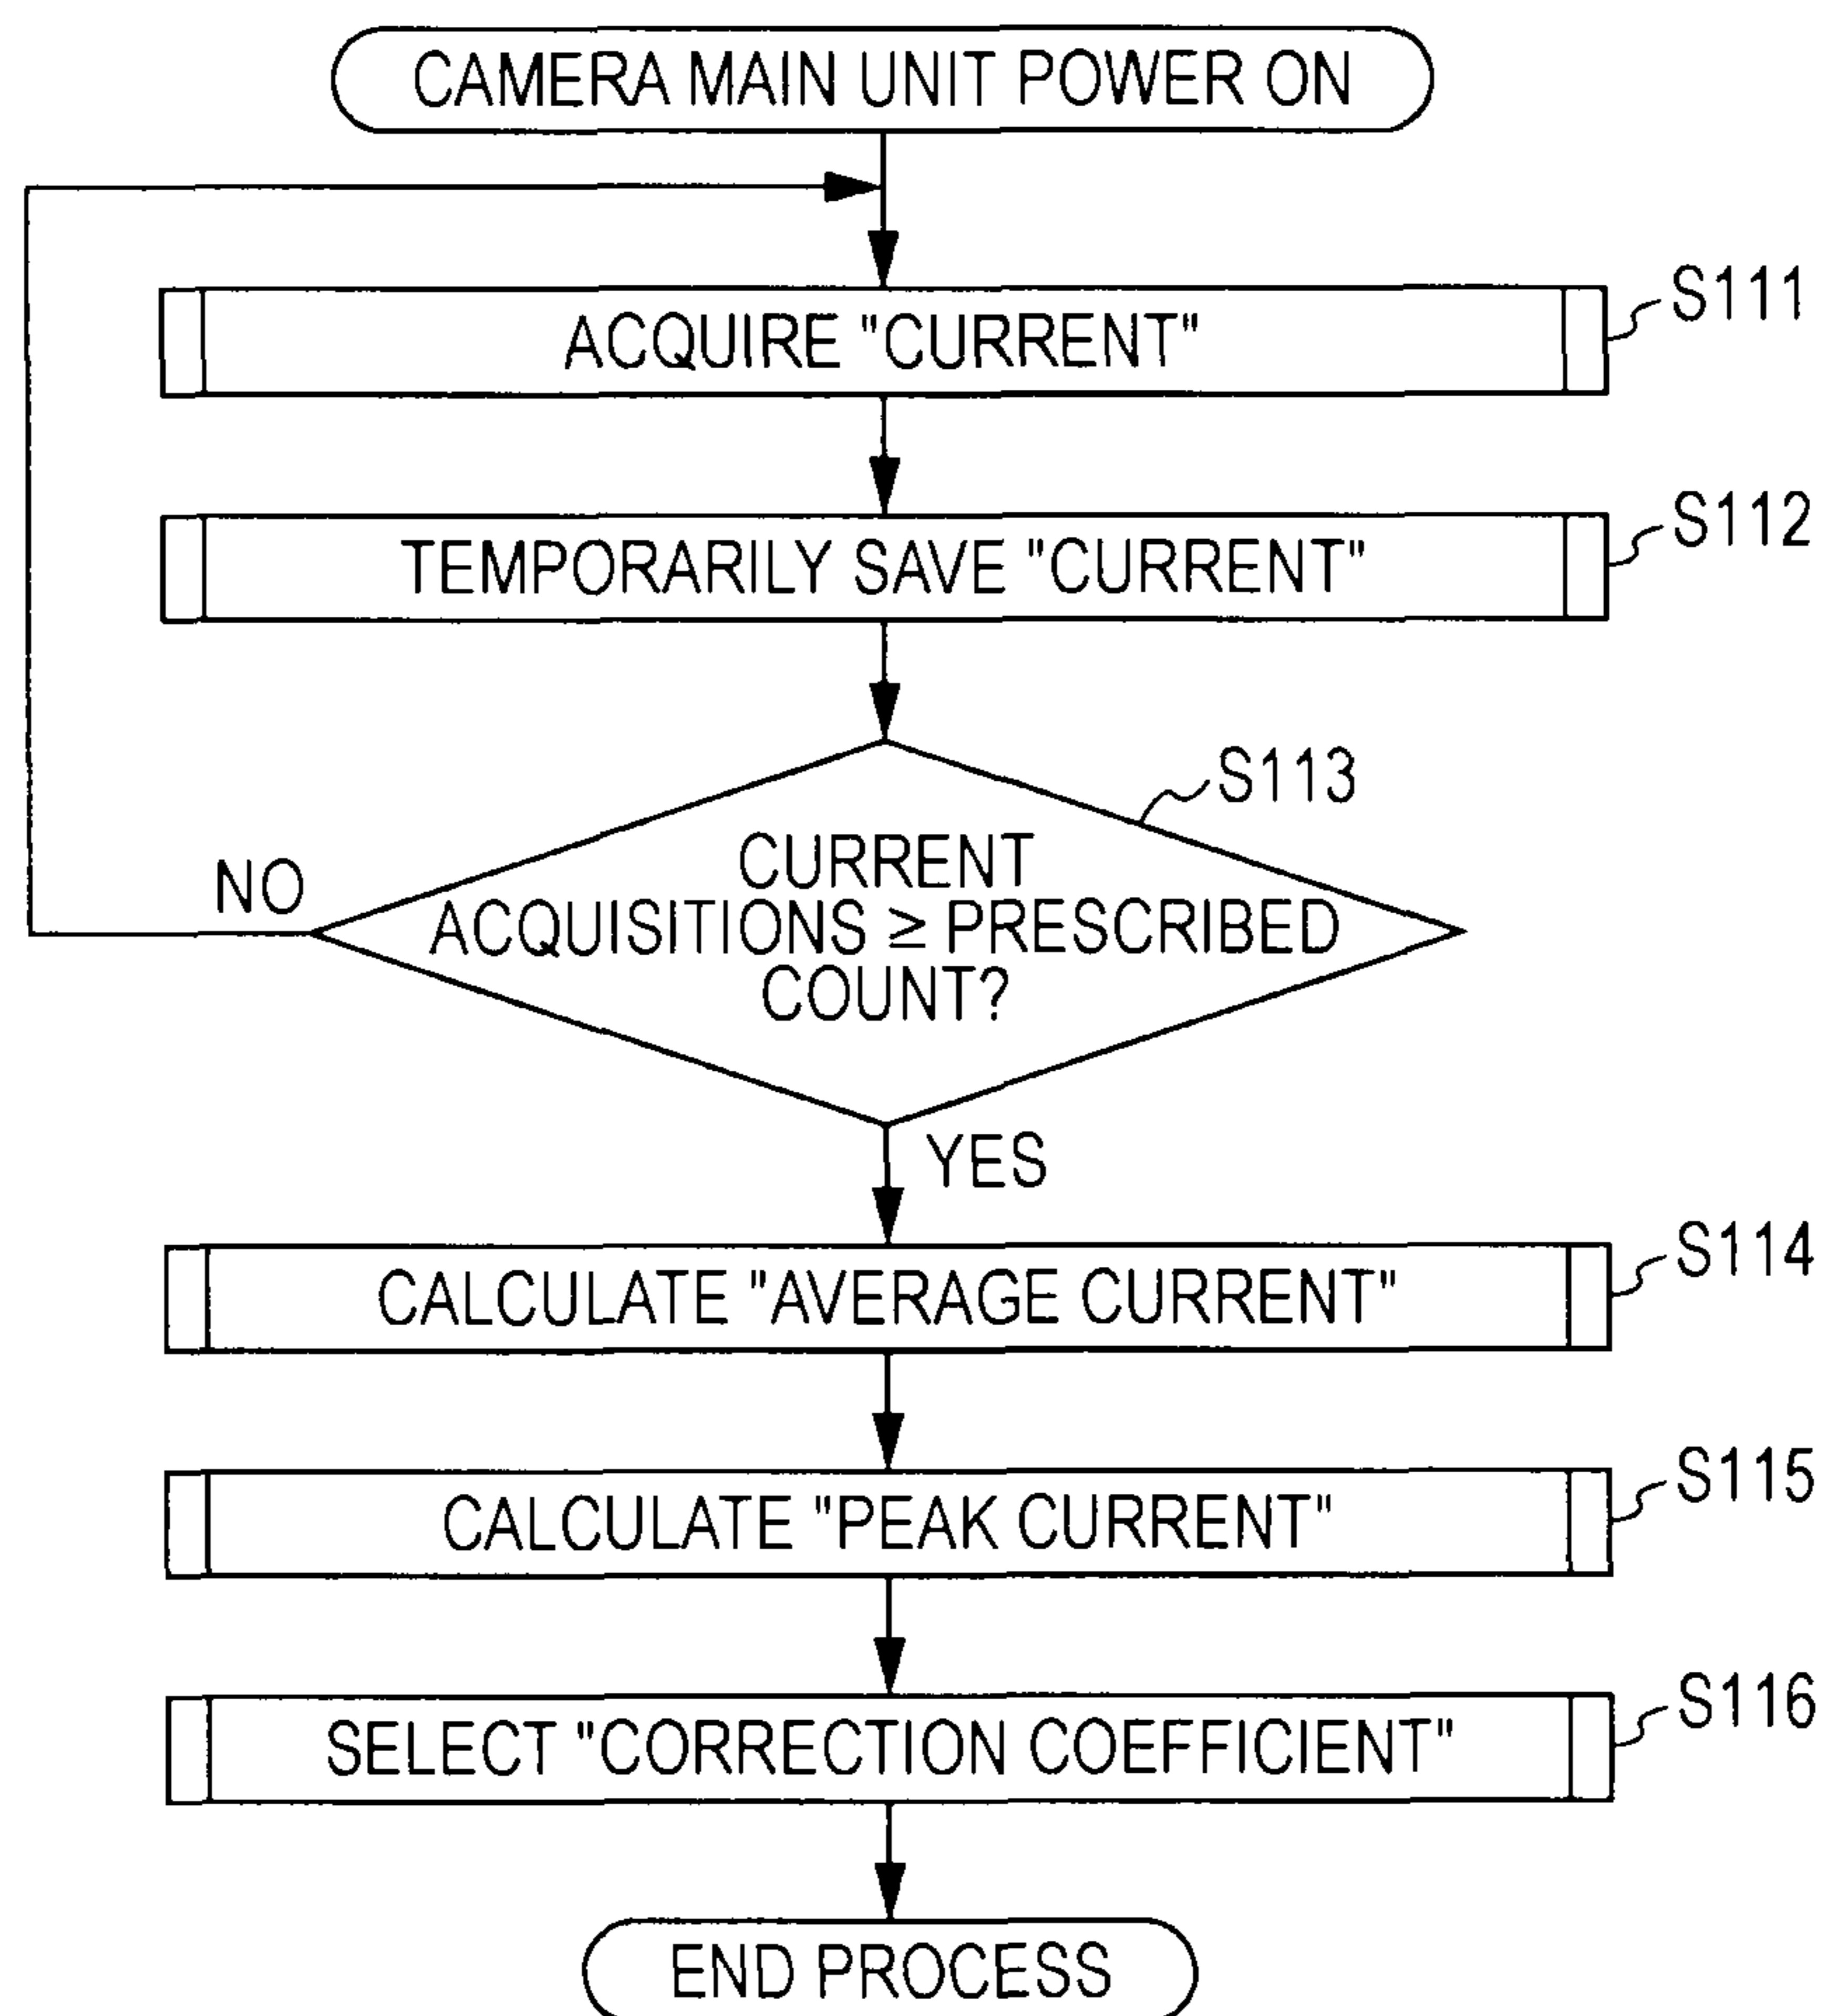 CAMERA MAIN UNIT POWER ON
ACQUIRE "CURRENT"
S111
TEMPORARILY SAVE "CURRENT"
S112
S113
CURRENT
ACQUISITIONS ≥ PRESCRIBED
COUNT?
NO
YES
CALCULATE "AVERAGE CURRENT"
S114
CALCULATE "PEAK CURRENT"
S115
SELECT "CORRECTION COEFFICIENT"
S116
END PROCESS